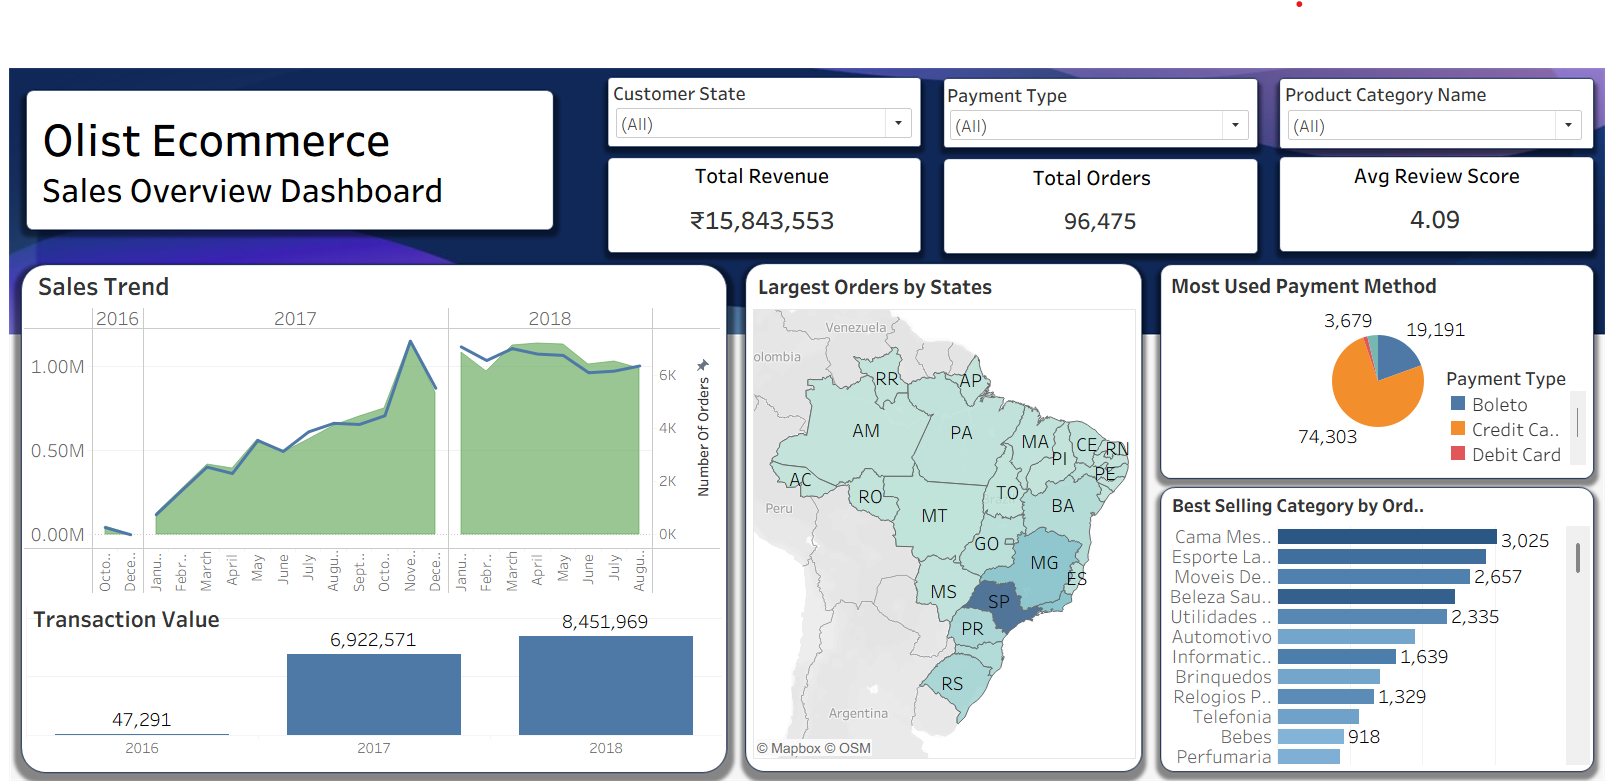 Olist Ecommerce
Sales Overview Dashboard
Customer State
(All)
Payment Type
(All)
Product Category Name
(All)
Total Revenue
₹15,843,553
Total Orders
96,475
Avg Review Score
4.09
Sales Trend
2016
2017
2018
1.00M
0.50M
0.00M
6K
4K
2K
0K
Number Of Orders
Octo..
Dece..
Janu..
Febr..
March
April
May
June
July
Augu..
Sept..
Octo..
Nove..
Dece..
Janu..
Febr..
March
April
May
June
July
Augu..
Transaction Value
47,291
6,922,571
8,451,969
2016
2017
2018
Largest Orders by States
Venezuela
olombia
RR
AP
AM
PA
MA
CE
RN
PI
PE
AC
RO
TO
BA
Peru
MT
GO
MG
ES
MS
SP
PR
RS
Argentina
© Mapbox © OSM
Most Used Payment Method
3,679
19,191
74,303
Payment Type
Boleto
Credit Ca..
Debit Card
Best Selling Category by Ord..
Cama Mes..
3,025
Esporte La..
Moveis De..
2,657
Beleza Sau..
Utilidades ..
2,335
Automotivo
Informatic..
1,639
Brinquedos
Relogios P..
1,329
Telefonia
Bebes
918
Perfumaria